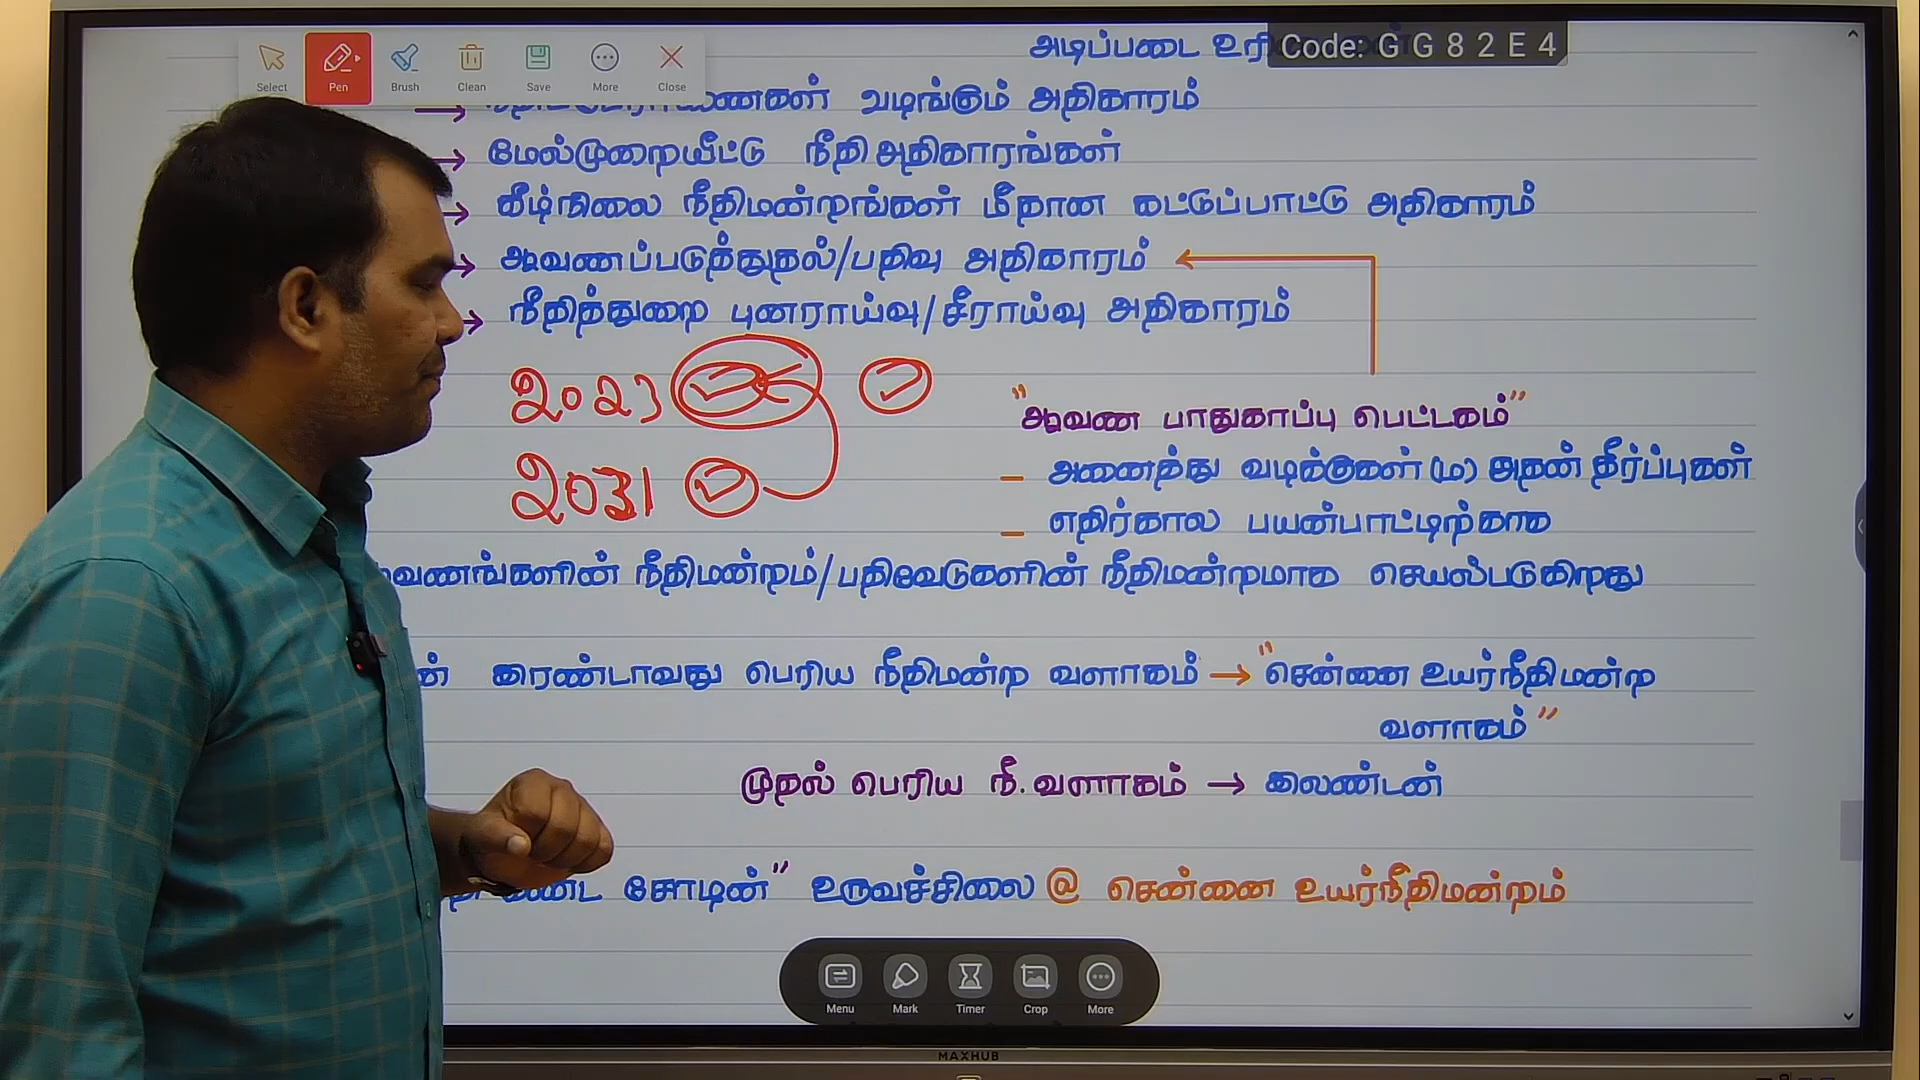 அடிப்படை
Code: G G 8 2 E 4
Select Pen Brush Clean Save More Close
வழங்கும் அதிகாரம்
→ மேல்முறையீட்டு நீதி அதிகாரங்கள்
→ கீழ்நிலை நீதிமன்றங்கள் மீதான கட்டுப்பாட்டு அதிகாரம்
→ ஆவணப்படுத்துதல்/பதிவு அதிகாரம்
→ நீதித்துறை புனராய்வு/சீராய்வு அதிகாரம்
2023
"ஆவண பாதுகாப்பு பெட்டகம்"
2031
- அனைத்து வழக்குகள் (ம) அதன் தீர்ப்புகள்
- எதிர்கால பயன்பாட்டிற்காக
நீதிமன்றம்/பதிவேடுகளின் நீதிமன்றமாக செயல்படுகிறது
இரண்டாவது பெரிய நீதிமன்ற வளாகம் → "சென்னை உயர்நீதிமன்ற
வளாகம்"
முதல் பெரிய நீ. வளாகம் → இலண்டன்
சோழன்" உருவச்சிலை @ சென்னை உயர்நீதிமன்றம்
Menu Mark Timer Crop More
MAXHUB